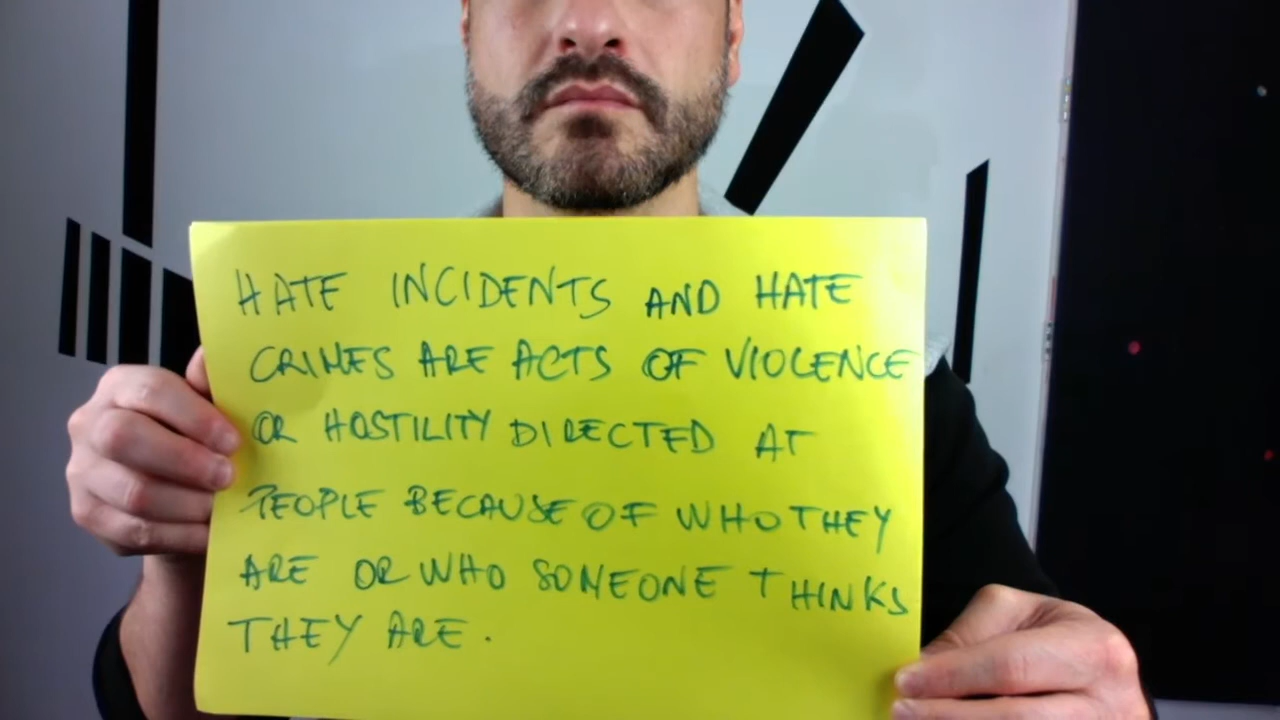 HATE INCIDENTS AND HATE
CRIMES ARE ACTS OF VIOLENCE
OR HOSTILITY DIRECTED AT
PEOPLE BECAUSE OF WHO THEY
ARE OR WHO SOMEONE THINKS
THEY ARE.